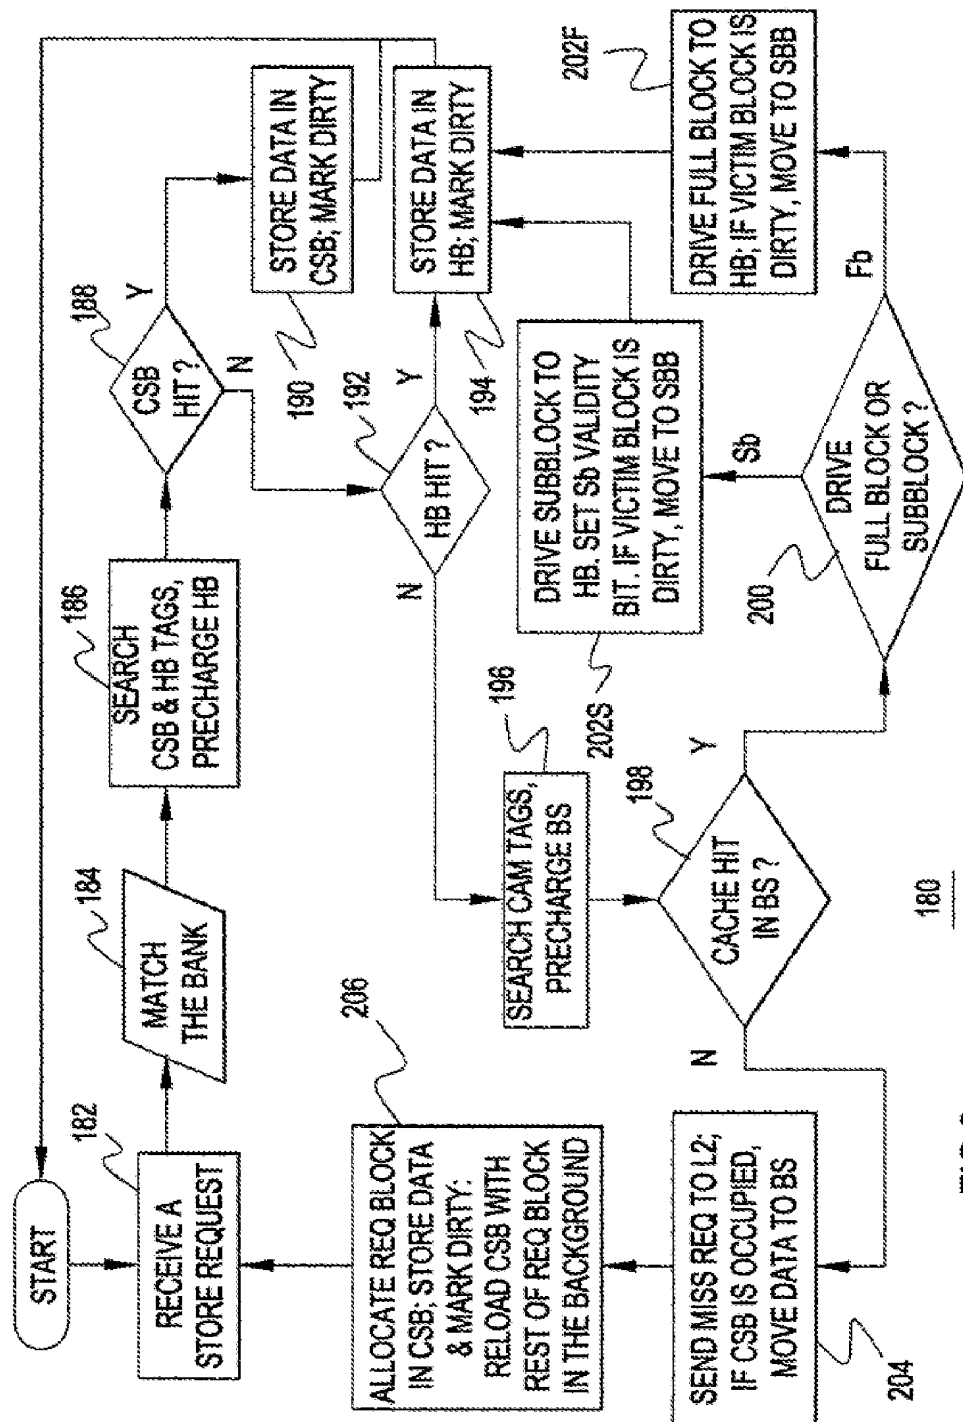 START
182
RECEIVE A
STORE REQUEST
184
MATCH
THE BANK
186
SEARCH
CSB & HB TAGS,
PRECHARGE HB
188
CSB
HIT ?
Y
N
190
STORE DATA IN
CSB; MARK DIRTY
192
HB HIT ?
Y
N
194
STORE DATA IN
HB; MARK DIRTY
196
SEARCH CAM TAGS,
PRECHARGE BS
198
CACHE HIT
IN BS ?
Y
N
200
DRIVE
FULL BLOCK OR
SUBBLOCK ?
Sb
Fb
202S
DRIVE SUBBLOCK TO
HB. SET Sb VALIDITY
BIT. IF VICTIM BLOCK IS
DIRTY, MOVE TO SBB
202F
DRIVE FULL BLOCK TO
HB; IF VICTIM BLOCK IS
DIRTY, MOVE TO SBB
204
SEND MISS REQ TO L2;
IF CSB IS OCCUPIED,
MOVE DATA TO BS
206
ALLOCATE REQ BLOCK
IN CSB; STORE DATA
& MARK DIRTY:
RELOAD CSB WITH
REST OF REQ BLOCK
IN THE BACKGROUND
180